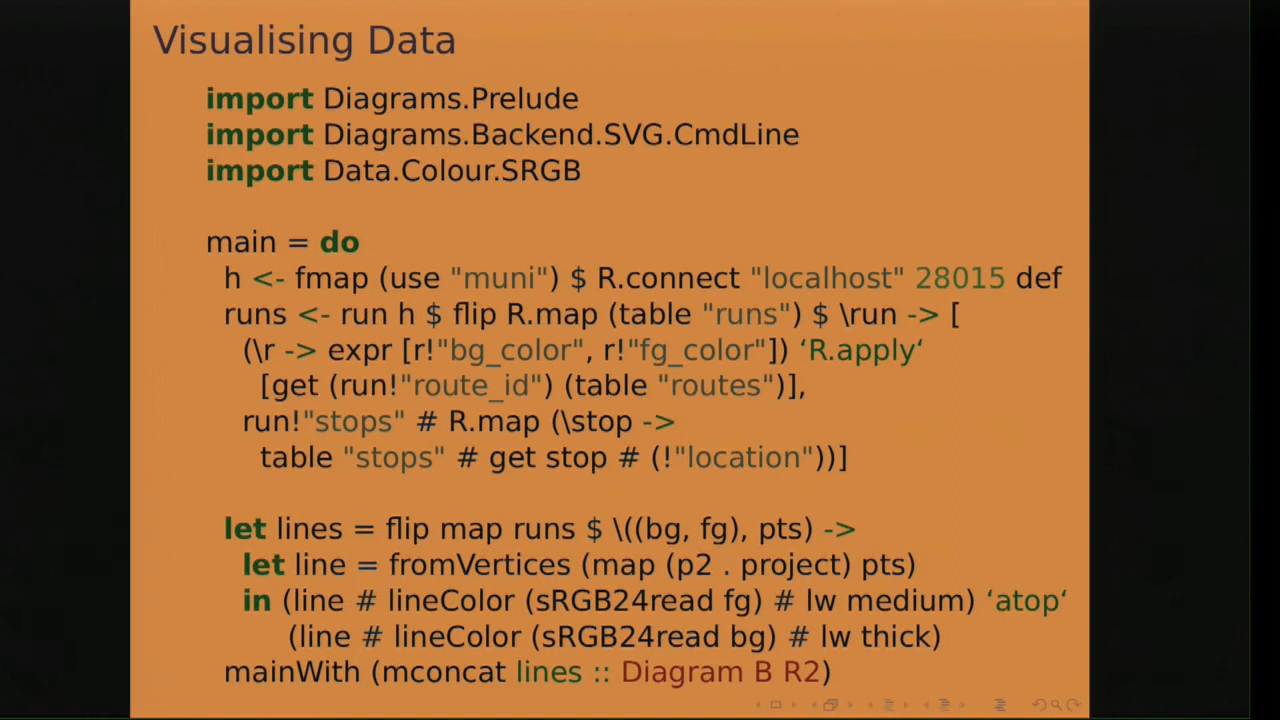 Visualising Data
import Diagrams.Prelude
import Diagrams.Backend.SVG.CmdLine
import Data.Colour.SRGB
main = do
h <- fmap (use "muni") $ R.connect "localhost" 28015 def
runs <- run h $ flip R.map (table "runs") $ \run -> [
(\r -> expr [r!"bg_color", r!"fg_color"]) ‘R.apply‘
[get (run!"route_id") (table "routes")],
run!"stops" # R.map (\stop ->
table "stops" # get stop # (!"location"))]
let lines = flip map runs $ \((bg, fg), pts) ->
let line = fromVertices (map (p2 . project) pts)
in (line # lineColor (sRGB24read fg) # lw medium) ‘atop‘
(line # lineColor (sRGB24read bg) # lw thick)
mainWith (mconcat lines :: Diagram B R2)